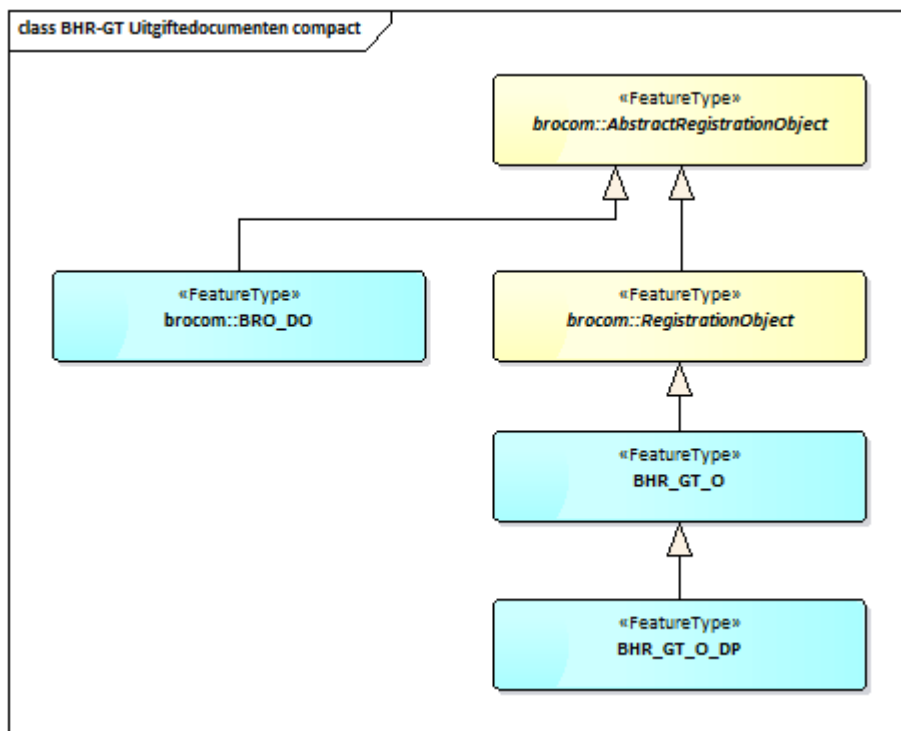 class BHR-GT Uitgiftedocumenten compact
«FeatureType»
brocom::AbstractRegistrationObject
«FeatureType»
brocom::BRO_DO
«FeatureType»
brocom::RegistrationObject
«FeatureType»
BHR_GT_O
«FeatureType»
BHR_GT_O_DP